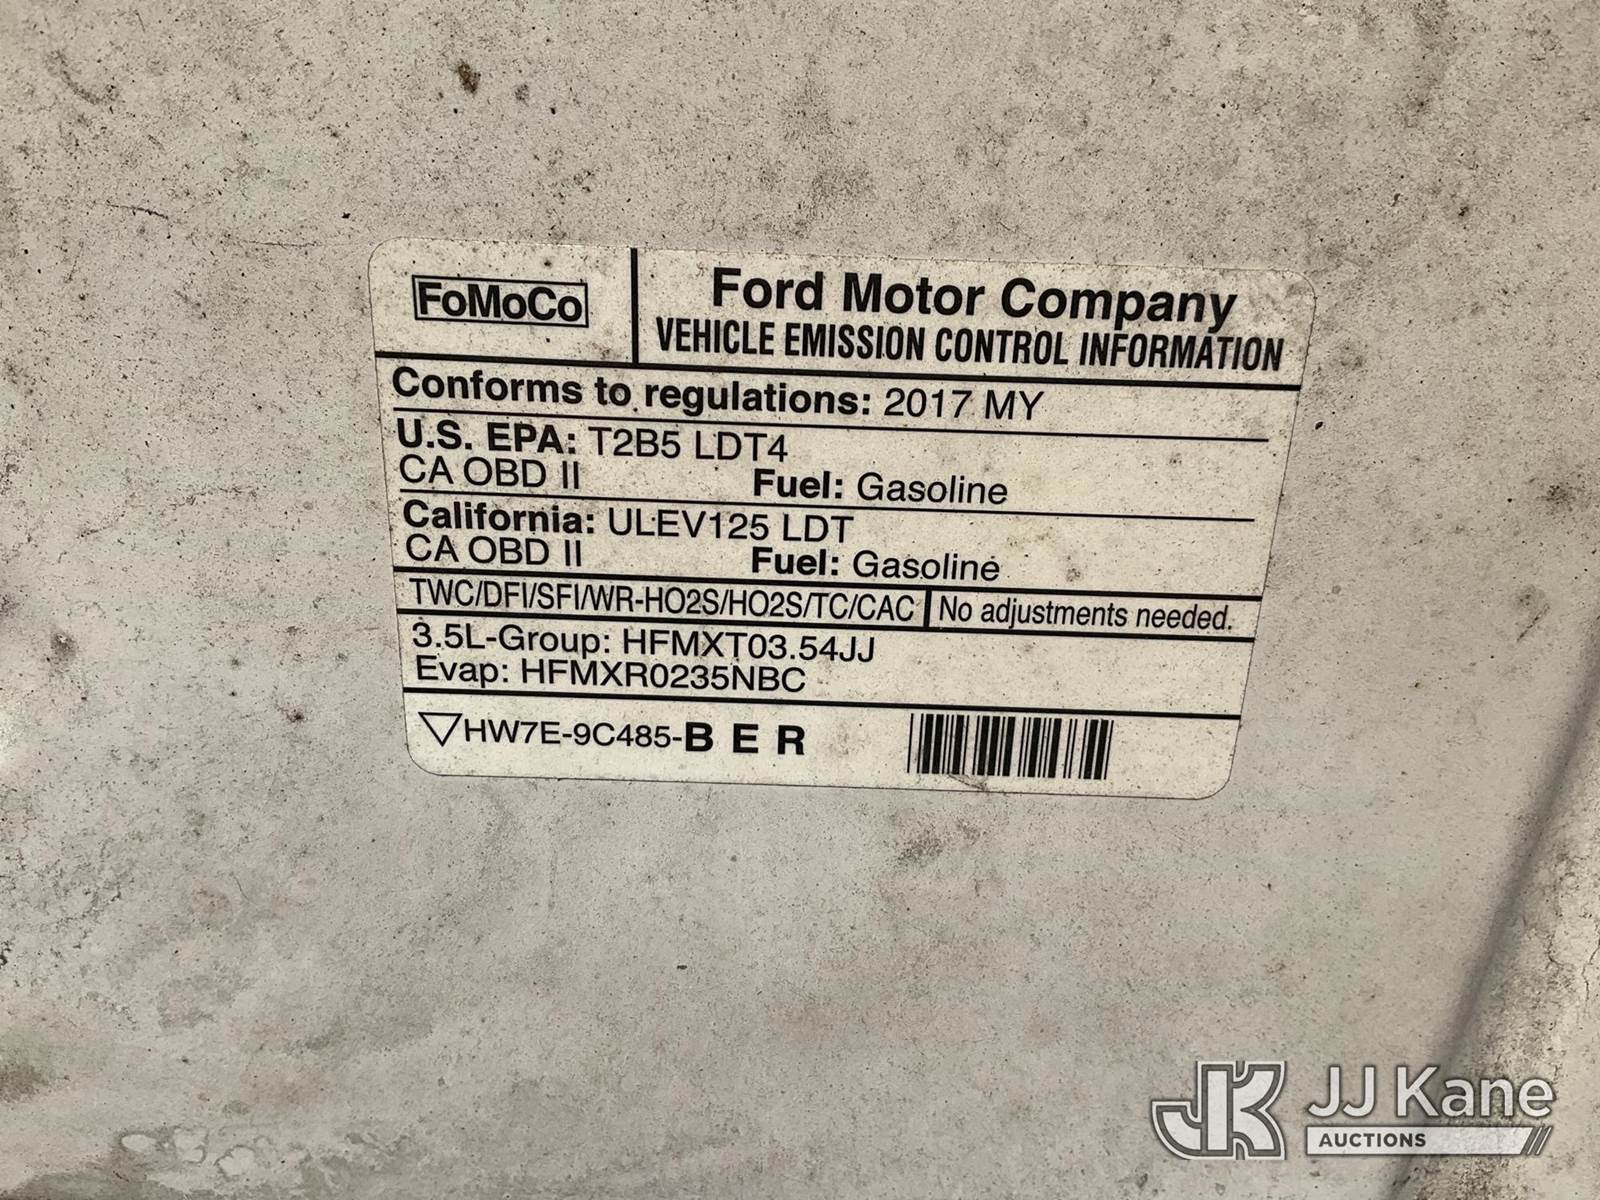 FoMoCo
Ford Motor Company
VEHICLE EMISSION CONTROL INFORMATION
Conforms to regulations: 2017 MY
U.S. EPA: T2B5 LDT4
CA OBD II Fuel: Gasoline
California: ULEV125 LDT
CA OBD II Fuel: Gasoline
TWC/DFI/SFI/WR-HO2S/HO2S/TC/CAC No adjustments needed.
3.5L-Group: HFMXT03.54JJ
Evap: HFMXR0235NBC
HW7E-9C485-B E R
JK JJ Kane
AUCTIONS